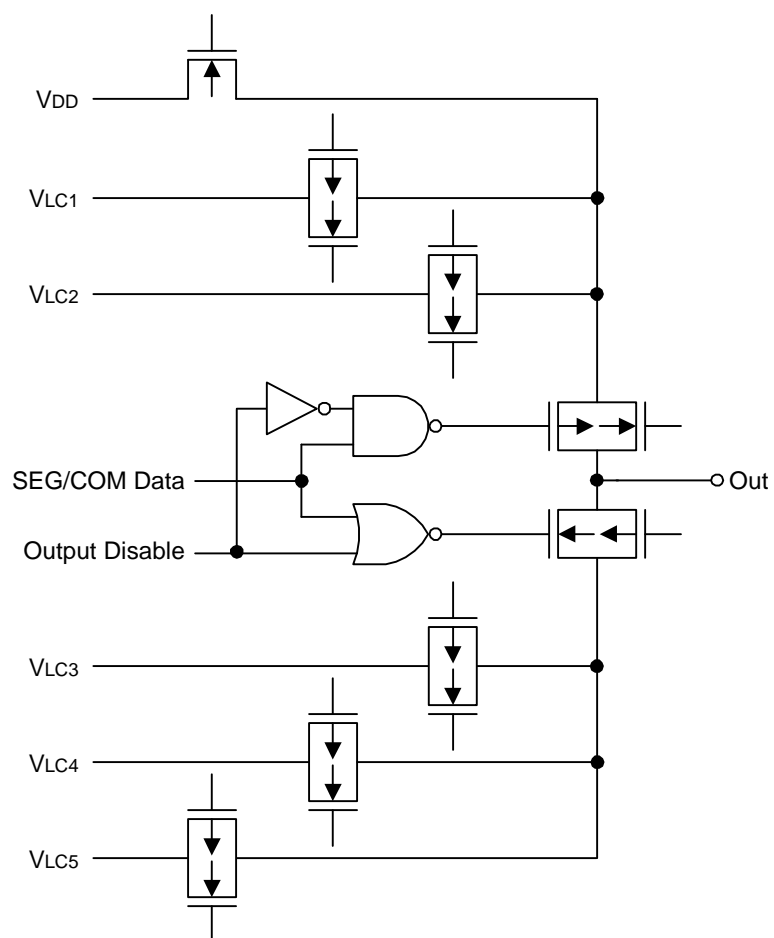 VDD
VLC1
VLC2
SEG/COM Data
Out
Output Disable
VLC3
VLC4
VLC5